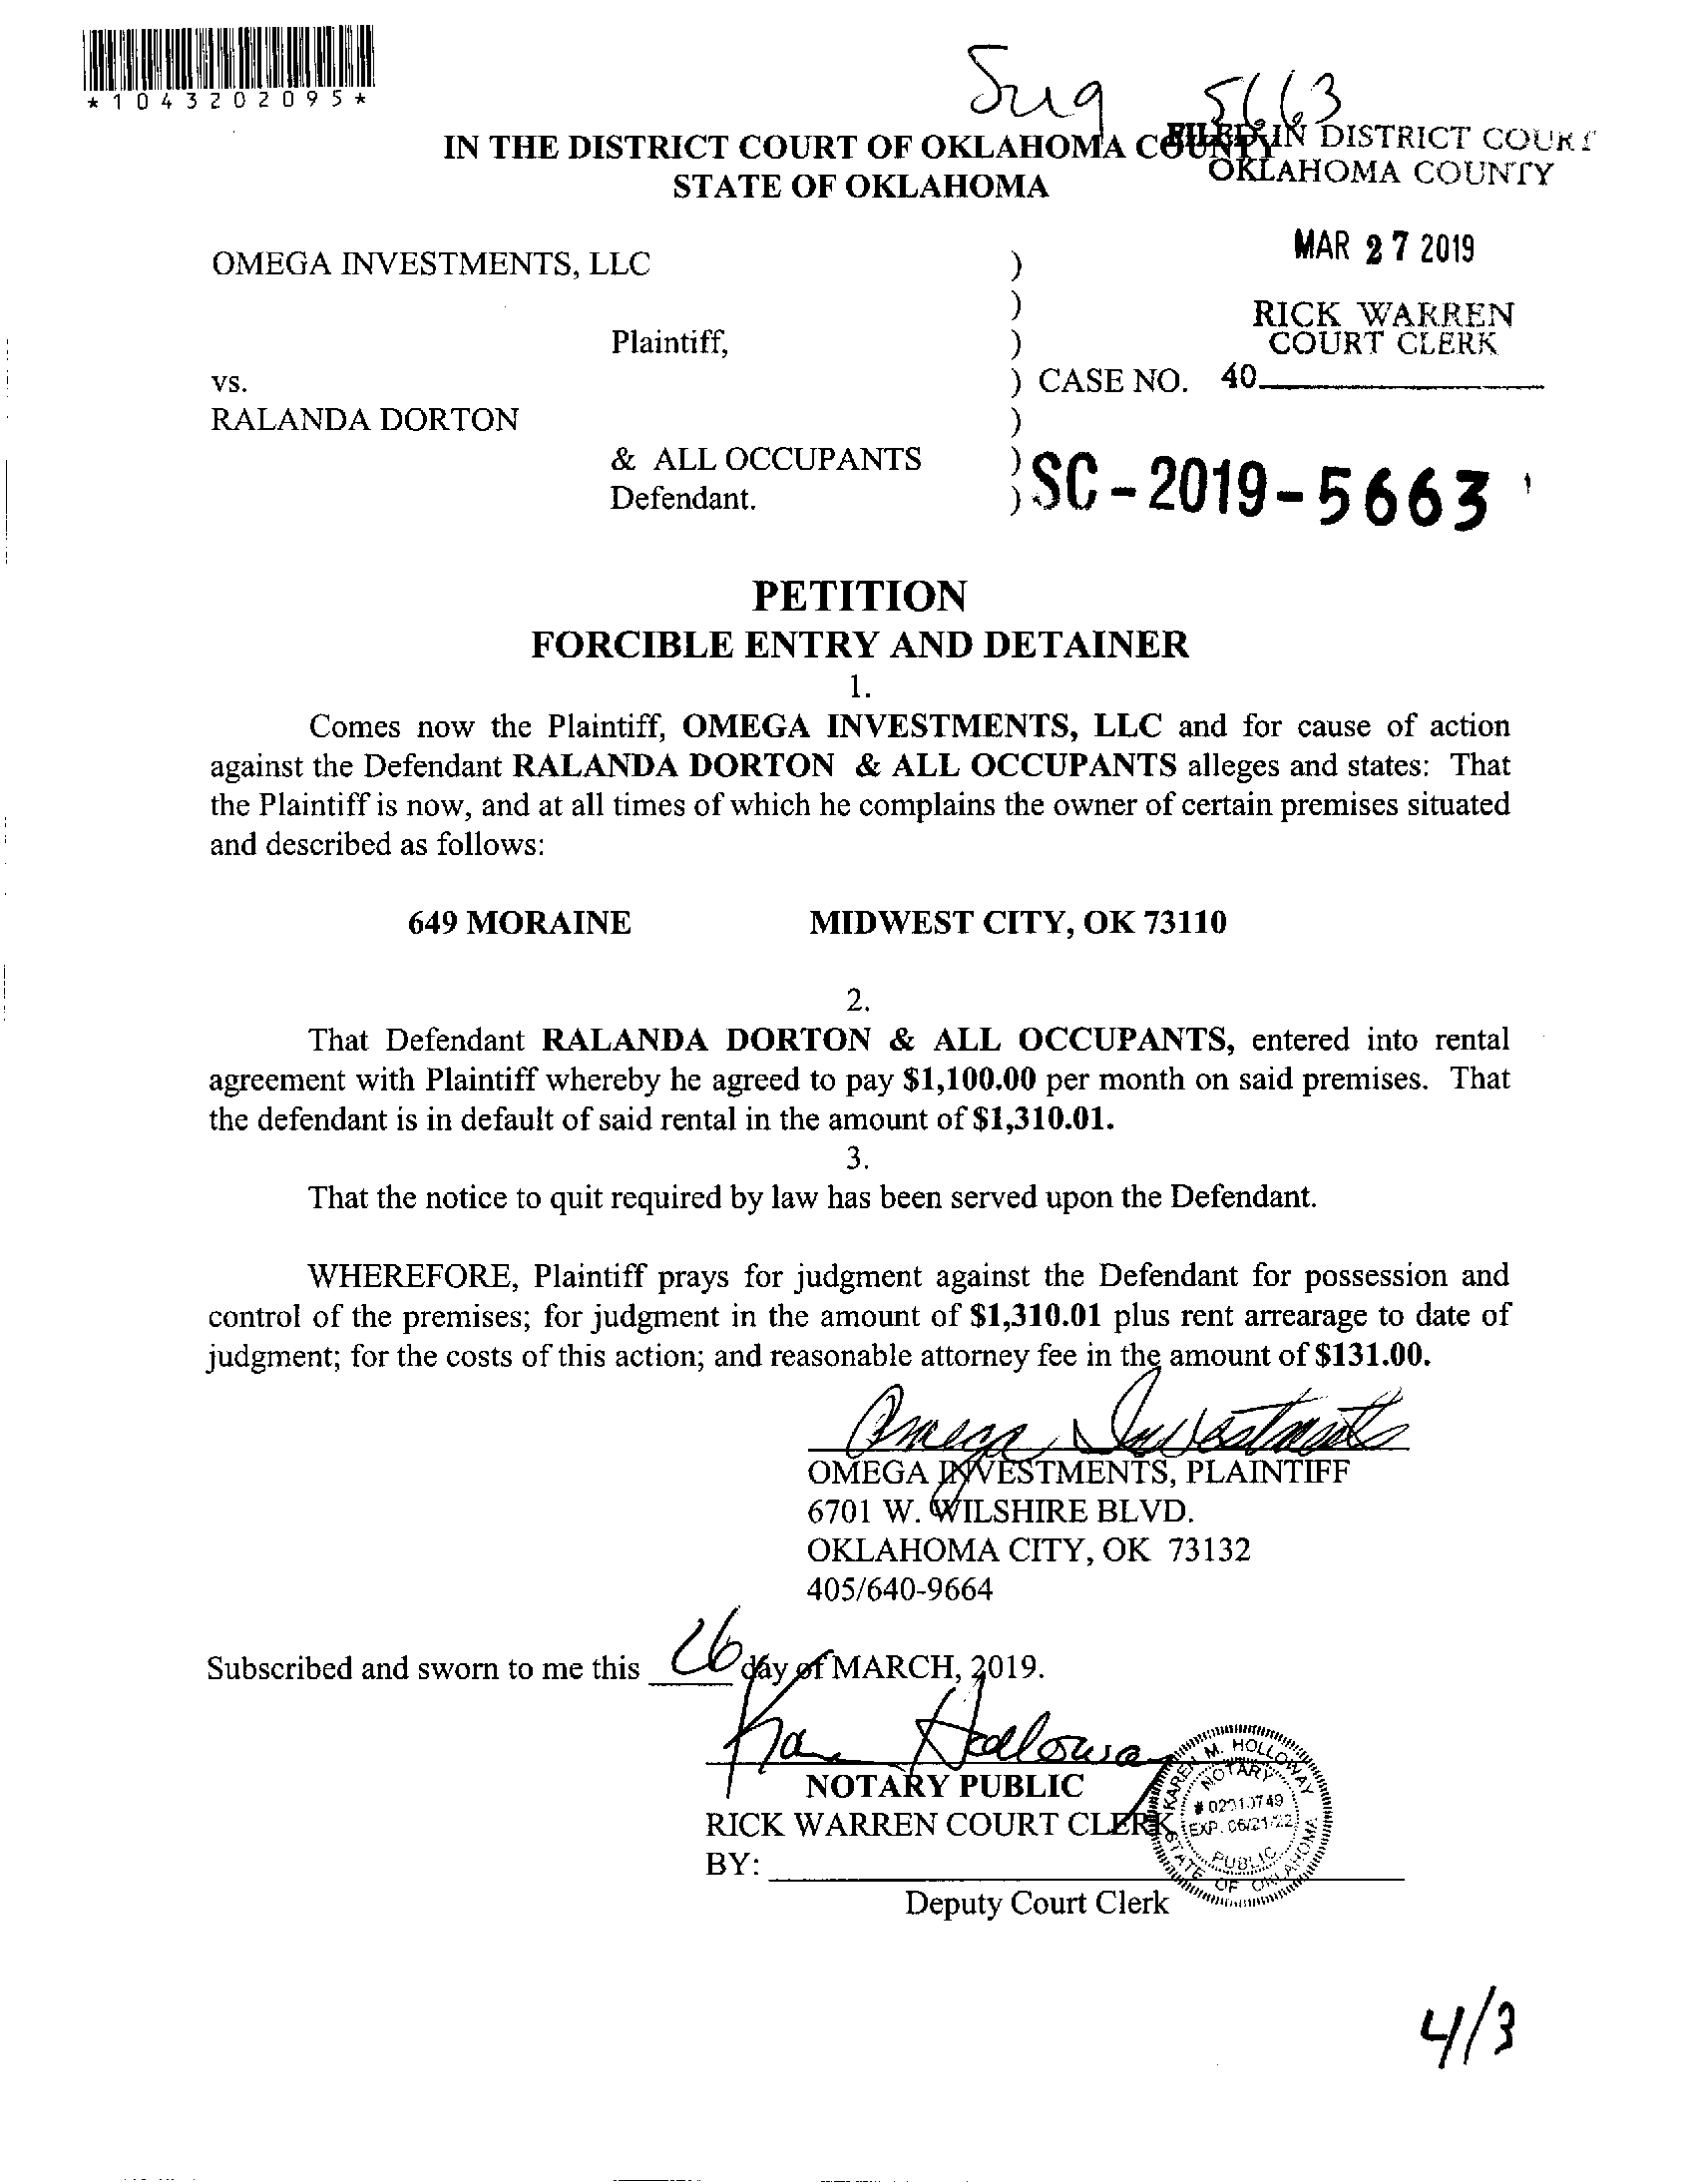 *1043202095*
5663
IN THE DISTRICT COURT OF OKLAHOMA COUNTY
STATE OF OKLAHOMA
FILED IN DISTRICT COURT
OKLAHOMA COUNTY
MAR 27 2019
RICK WARREN
COURT CLERK
40
OMEGA INVESTMENTS, LLC )
)
Plaintiff, )
vs. ) CASE NO.
RALANDA DORTON )
& ALL OCCUPANTS )
Defendant. ) SC-2019-5663
PETITION
FORCIBLE ENTRY AND DETAINER
1.
Comes now the Plaintiff, OMEGA INVESTMENTS, LLC and for cause of action
against the Defendant RALANDA DORTON & ALL OCCUPANTS alleges and states: That
the Plaintiff is now, and at all times of which he complains the owner of certain premises situated
and described as follows:
649 MORAINE MIDWEST CITY, OK 73110
2.
That Defendant RALANDA DORTON & ALL OCCUPANTS, entered into rental
agreement with Plaintiff whereby he agreed to pay $1,100.00 per month on said premises. That
the defendant is in default of said rental in the amount of $1,310.01.
3.
That the notice to quit required by law has been served upon the Defendant.
WHEREFORE, Plaintiff prays for judgment against the Defendant for possession and
control of the premises; for judgment in the amount of $1,310.01 plus rent arrearage to date of
judgment; for the costs of this action; and reasonable attorney fee in the amount of $131.00.
Omega Investments
OMEGA INVESTMENTS, PLAINTIFF
6701 W. WILSHIRE BLVD.
OKLAHOMA CITY, OK 73132
405/640-9664
Subscribed and sworn to me this 26 day of MARCH, 2019.
Karen Holloway
NOTARY PUBLIC
RICK WARREN COURT CLERK
BY:
Deputy Court Clerk
KAREN M. HOLLOWAY
NOTARY
EXP. 06/21/22
PUBLIC
STATE OF OKLAHOMA
4/3